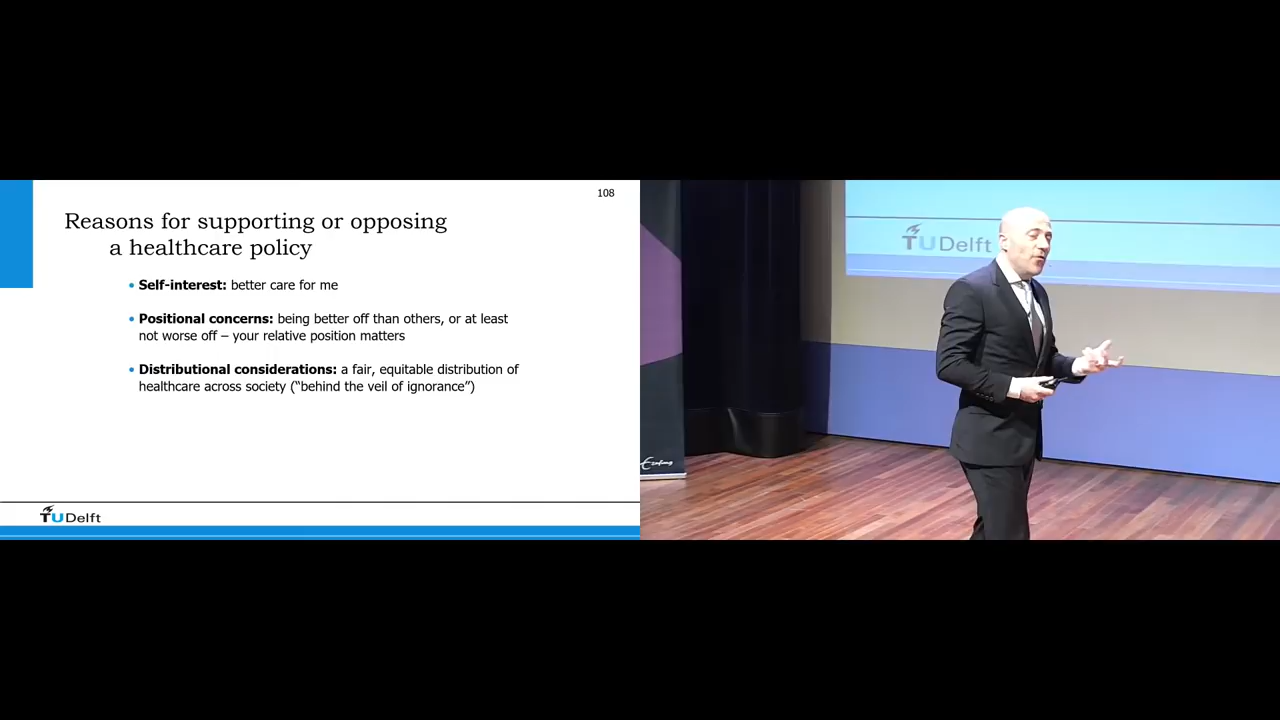 108
Reasons for supporting or opposing
a healthcare policy
• Self-interest: better care for me
• Positional concerns: being better off than others, or at least
not worse off – your relative position matters
• Distributional considerations: a fair, equitable distribution of
healthcare across society (“behind the veil of ignorance”)
TUDelft
TUDelft
Erafung